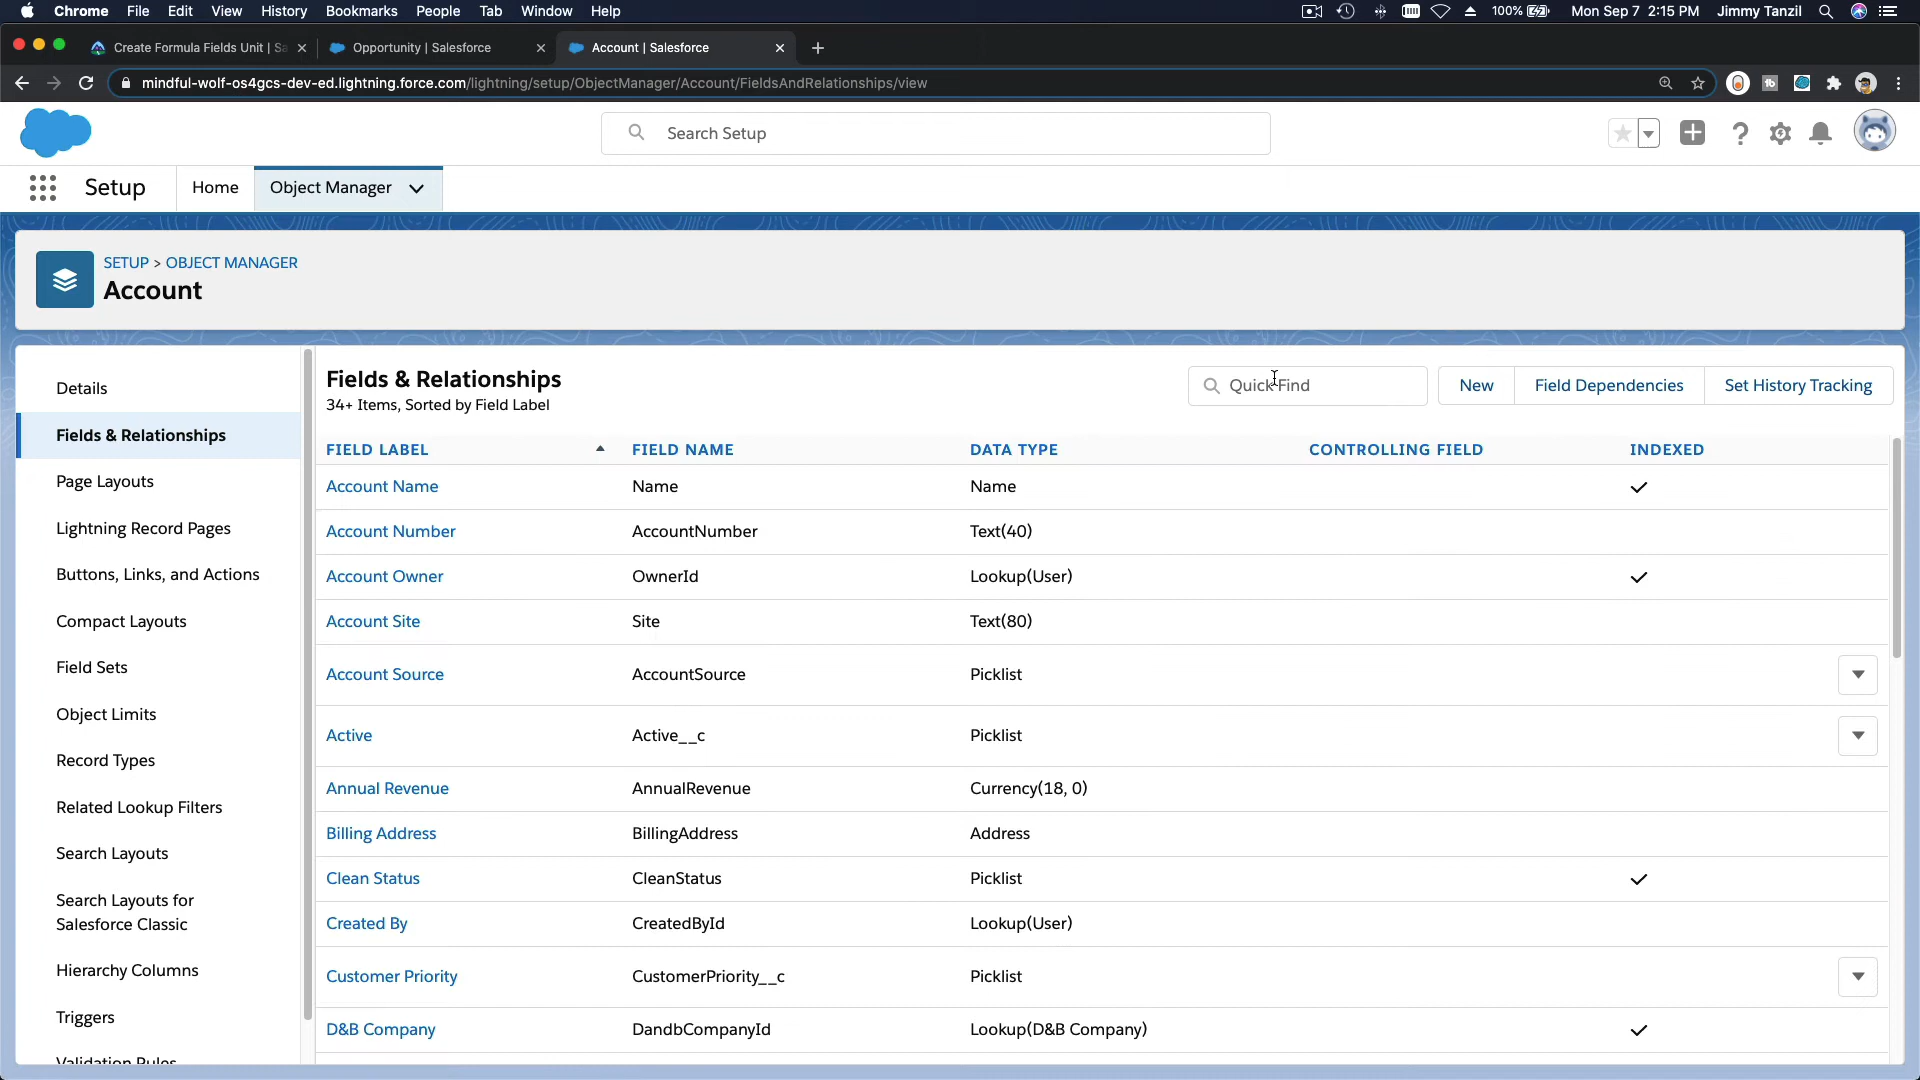 Chrome File Edit View History Bookmarks People Tab Window Help 100% Mon Sep 7 2:15 PM Jimmy Tanzil
Create Formula Fields Unit | Sa Opportunity | Salesforce Account | Salesforce
mindful-wolf-os4gcs-dev-ed.lightning.force.com/lightning/setup/ObjectManager/Account/FieldsAndRelationships/view
Search Setup
Setup Home Object Manager
SETUP > OBJECT MANAGER
Account
Details
Fields & Relationships
Page Layouts
Lightning Record Pages
Buttons, Links, and Actions
Compact Layouts
Field Sets
Object Limits
Record Types
Related Lookup Filters
Search Layouts
Search Layouts for
Salesforce Classic
Hierarchy Columns
Triggers
Validation Rules
Fields & Relationships
34+ Items, Sorted by Field Label
Quick Find New Field Dependencies Set History Tracking
FIELD LABEL FIELD NAME DATA TYPE CONTROLLING FIELD INDEXED
Account Name Name Name
Account Number AccountNumber Text(40)
Account Owner OwnerId Lookup(User)
Account Site Site Text(80)
Account Source AccountSource Picklist
Active Active__c Picklist
Annual Revenue AnnualRevenue Currency(18, 0)
Billing Address BillingAddress Address
Clean Status CleanStatus Picklist
Created By CreatedById Lookup(User)
Customer Priority CustomerPriority__c Picklist
D&B Company DandbCompanyId Lookup(D&B Company)